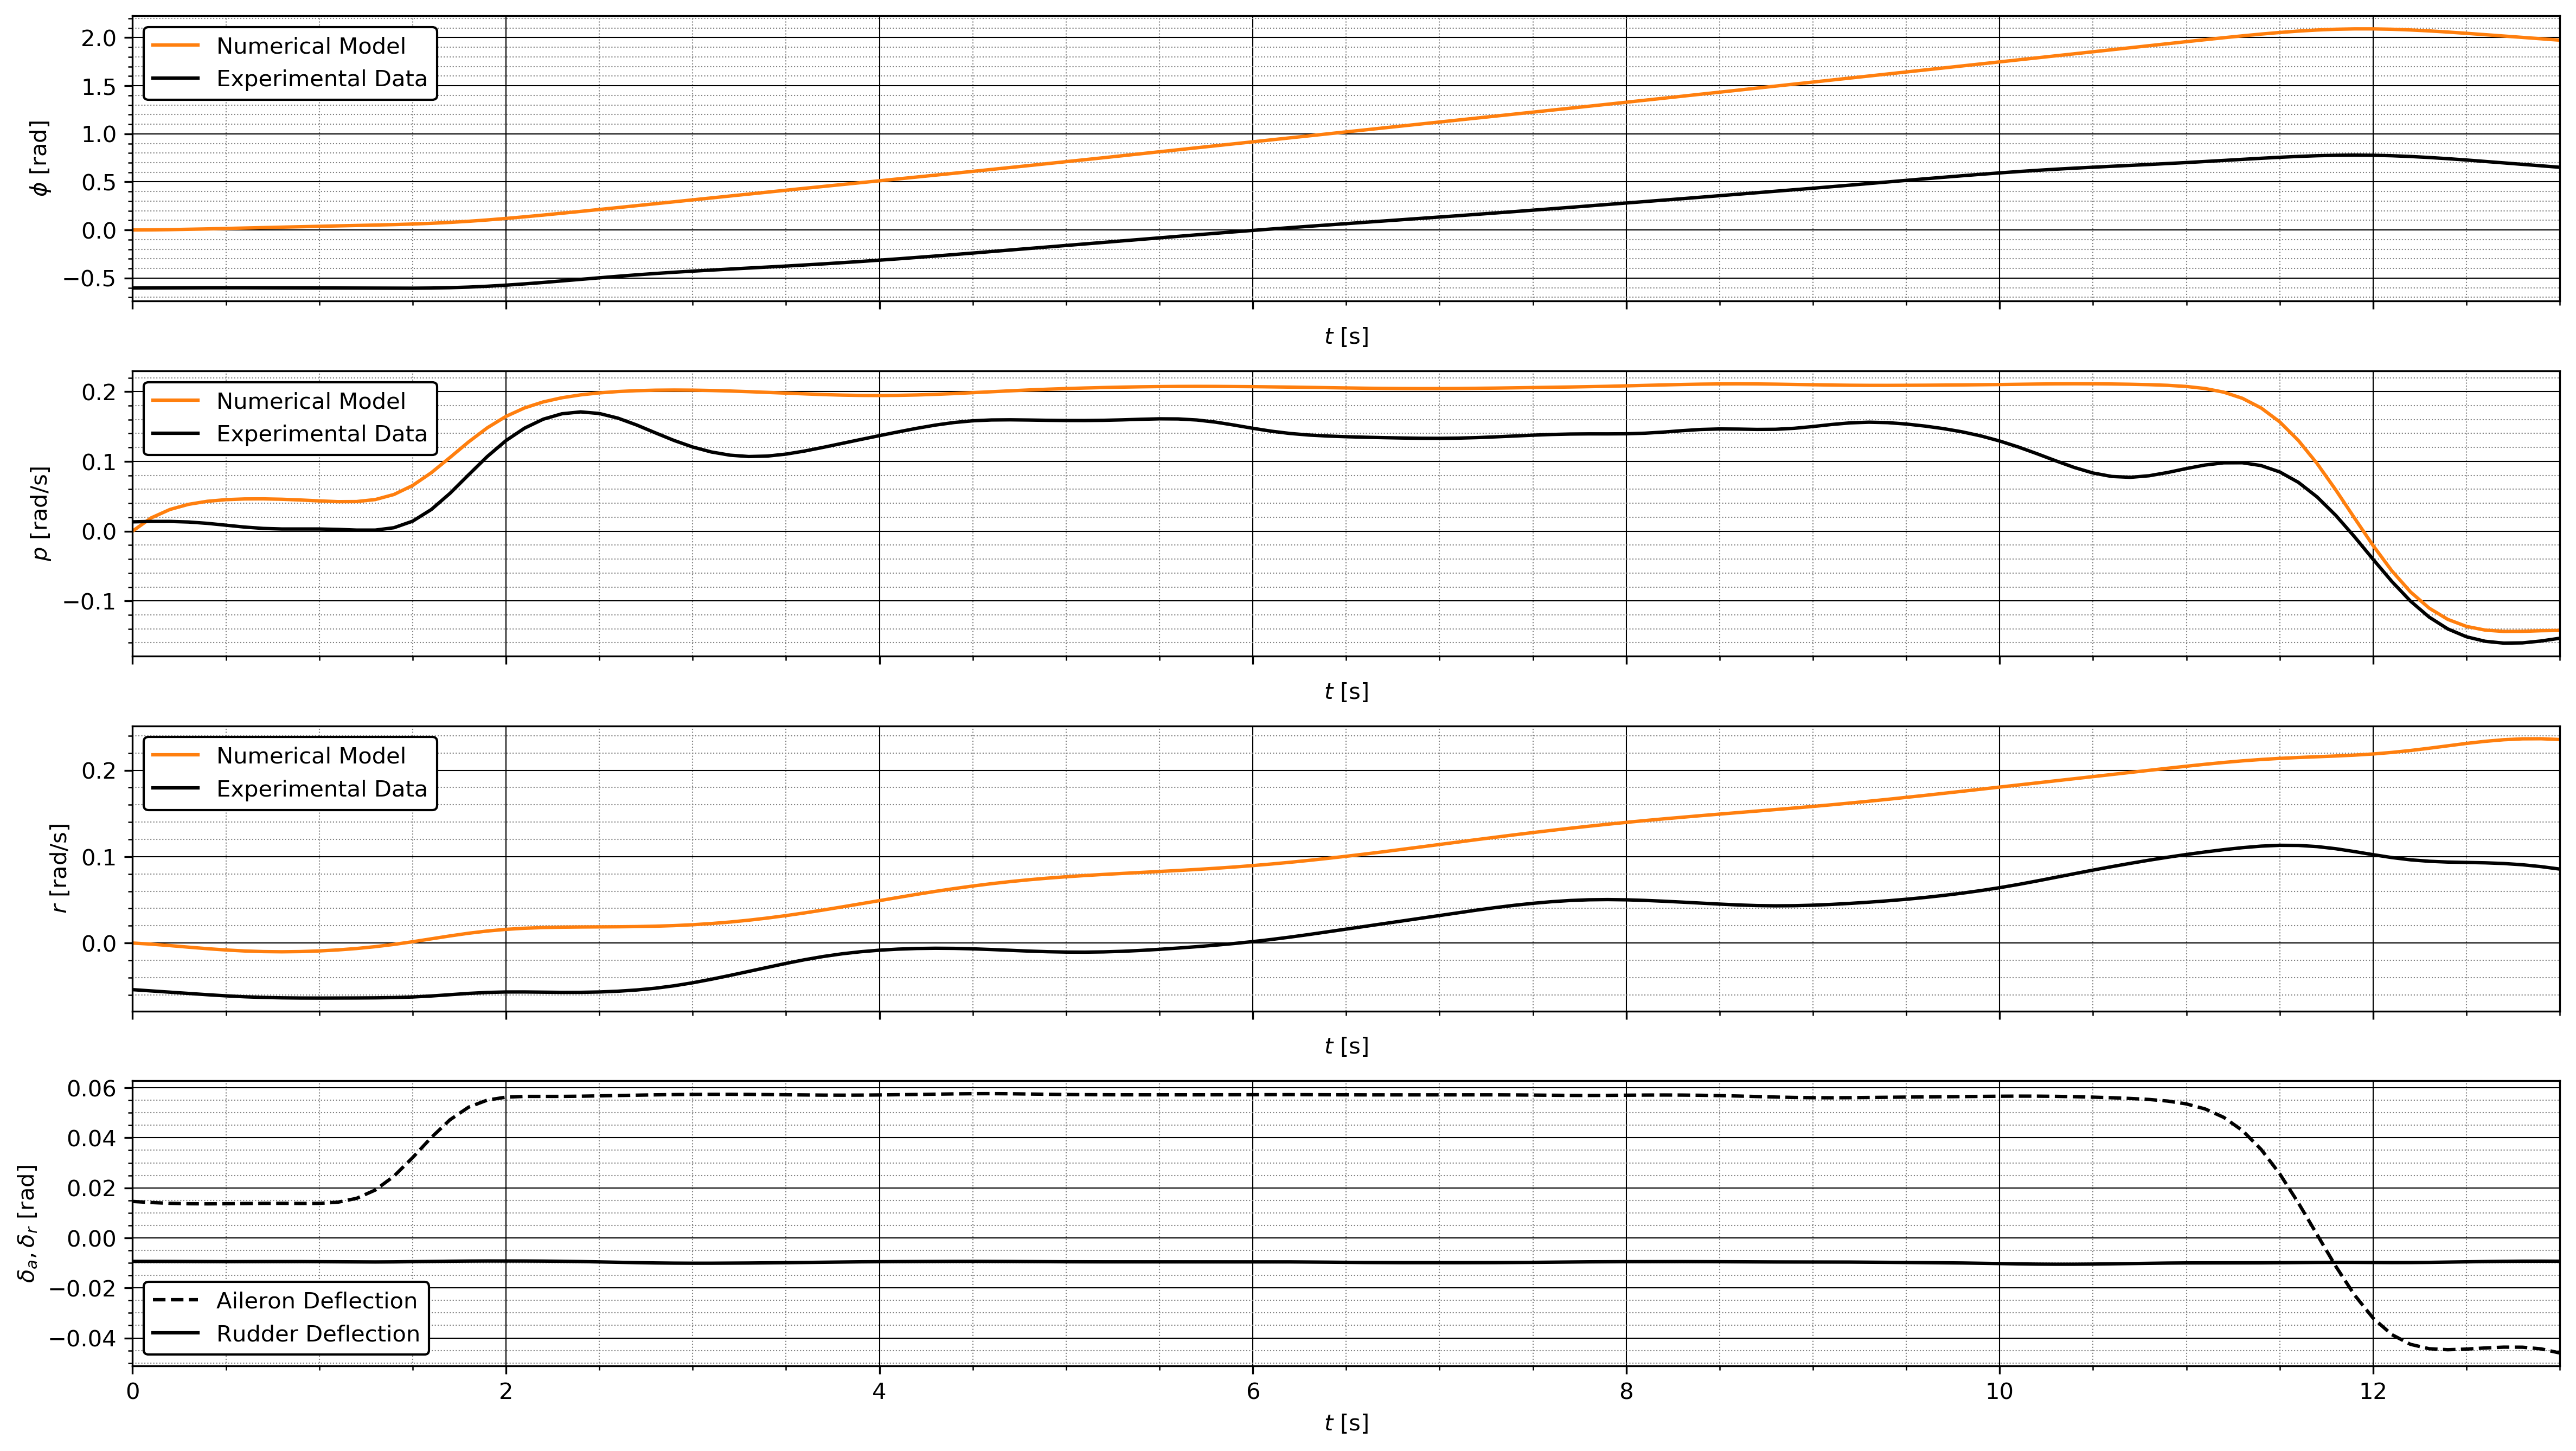 2.0
1.5
1.0
0.5
0.0
−0.5
ϕ [rad]
Numerical Model
Experimental Data
t [s]
0.2
0.1
0.0
−0.1
p [rad/s]
Numerical Model
Experimental Data
t [s]
0.2
0.1
0.0
r [rad/s]
Numerical Model
Experimental Data
t [s]
0.06
0.04
0.02
0.00
−0.02
−0.04
δa, δr [rad]
Aileron Deflection
Rudder Deflection
0 2 4 6 8 10 12
t [s]